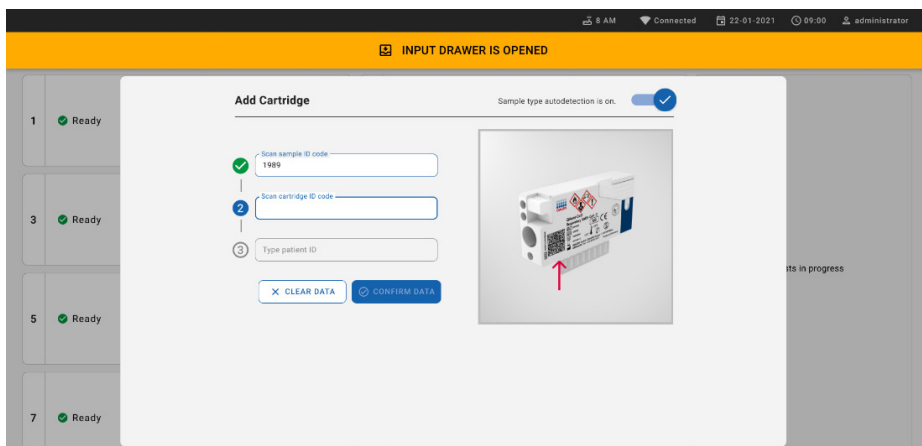 8 AM Connected 22-01-2021 09:00 administrator
INPUT DRAWER IS OPENED
Add Cartridge
Sample type autodetection is on.
1 Ready
Scan sample ID code
1989
2
Scan cartridge ID code
3 Ready
3
Type patient ID
sts in progress
CLEAR DATA
CONFIRM DATA
5 Ready
7 Ready